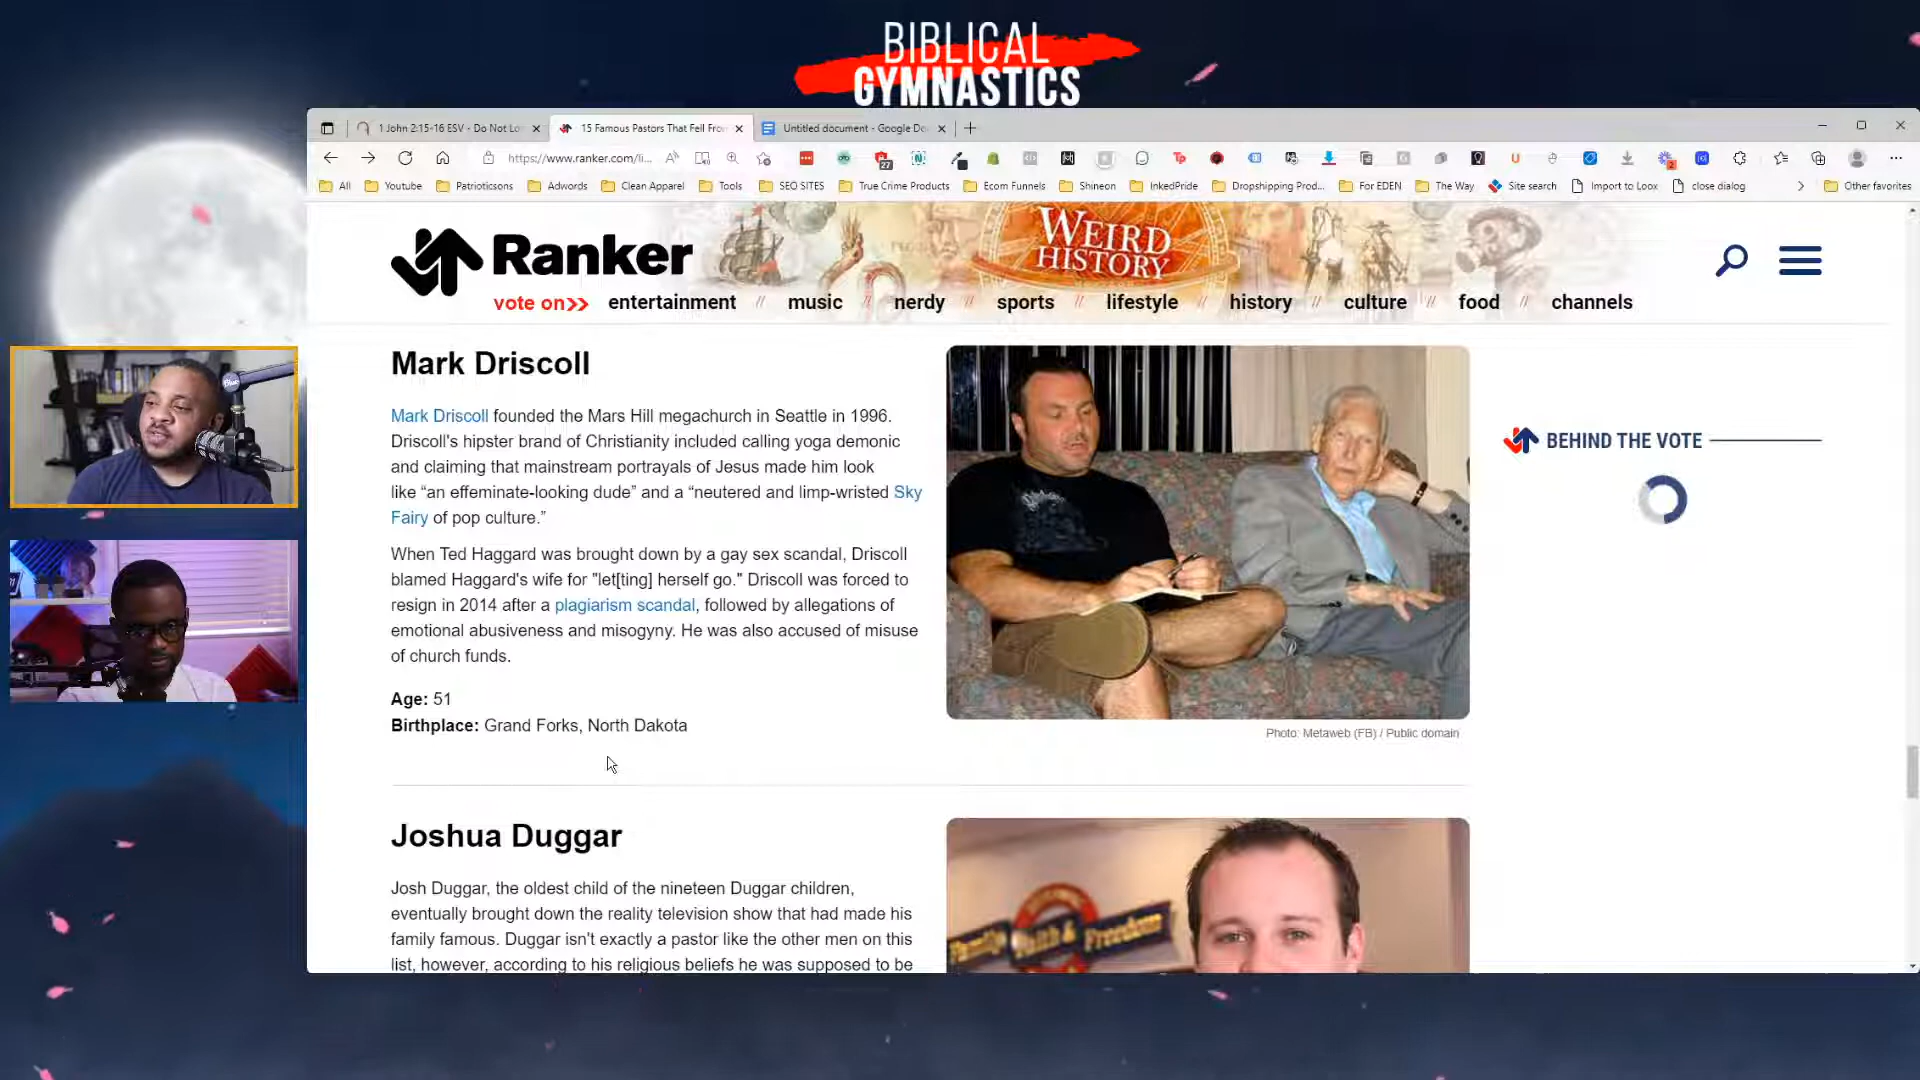 BIBLICAL
GYMNASTICS
1 John 2:15-16 ESV - Do Not Lo
15 Famous Pastors That Fell Fro
Untitled document - Google Do
https://www.ranker.com/li...
27
Tp
U
2
All
Youtube
Patrioticsons
Adwords
Clean Apparel
Tools
SEO SITES
True Crime Products
Ecom Funnels
Shineon
InkedPride
Dropshipping Prod...
For EDEN
The Way
Site search
Import to Loox
close dialog
Other favorites
Ranker
WEIRD
HISTORY
vote on>> entertainment // music // nerdy // sports // lifestyle // history // culture // food // channels
Mark Driscoll
Mark Driscoll founded the Mars Hill megachurch in Seattle in 1996.
Driscoll's hipster brand of Christianity included calling yoga demonic
and claiming that mainstream portrayals of Jesus made him look
like “an effeminate-looking dude” and a “neutered and limp-wristed Sky
Fairy of pop culture.”
When Ted Haggard was brought down by a gay sex scandal, Driscoll
blamed Haggard's wife for "let[ting] herself go." Driscoll was forced to
resign in 2014 after a plagiarism scandal, followed by allegations of
emotional abusiveness and misogyny. He was also accused of misuse
of church funds.
Age: 51
Birthplace: Grand Forks, North Dakota
Photo: Metaweb (FB) / Public domain
BEHIND THE VOTE
Joshua Duggar
Josh Duggar, the oldest child of the nineteen Duggar children,
eventually brought down the reality television show that had made his
family famous. Duggar isn't exactly a pastor like the other men on this
list, however, according to his religious beliefs he was supposed to be
Family Faith & Freedom
Blue